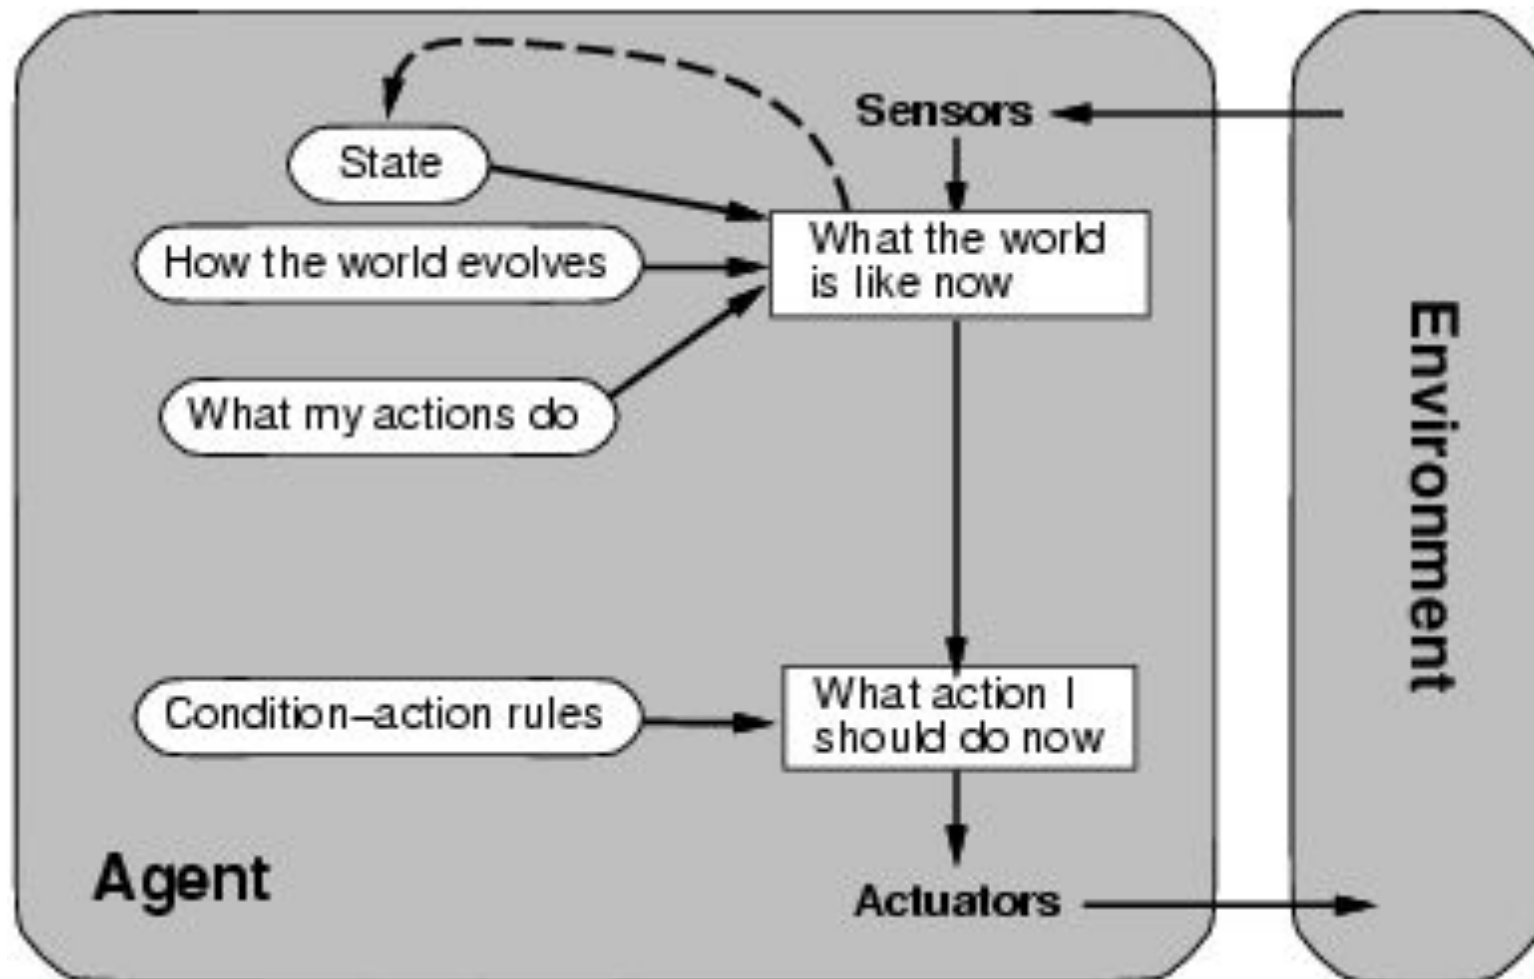 Sensors
State
What the world
is like now
How the world evolves
What my actions do
Environment
Condition–action rules
What action I
should do now
Agent
Actuators